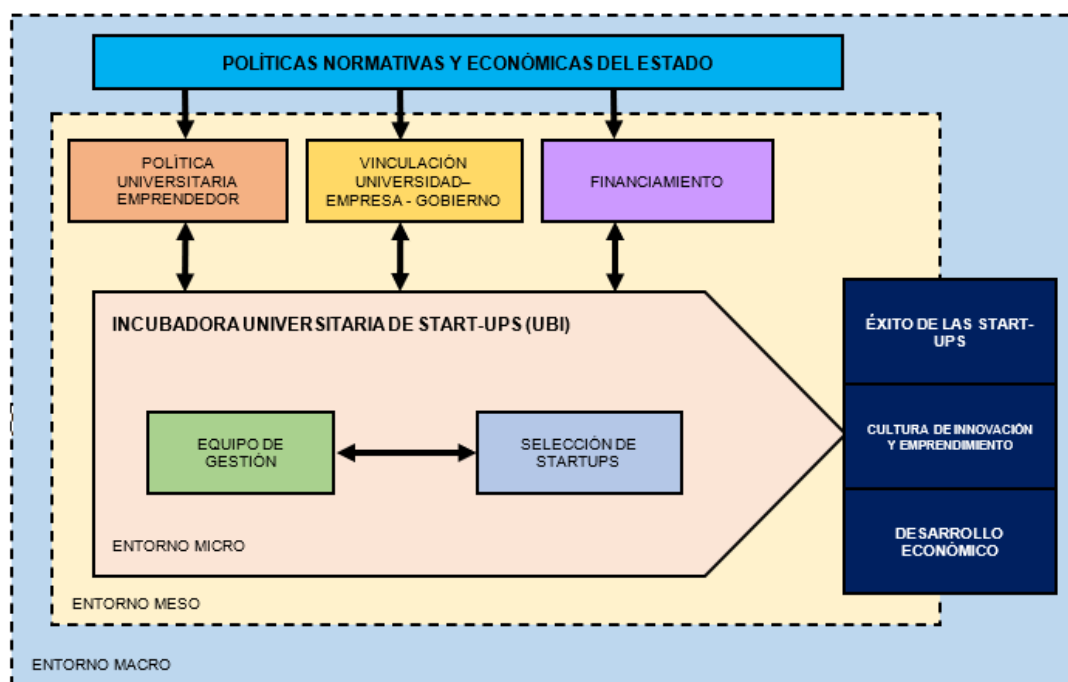 POLÍTICAS NORMATIVAS Y ECONÓMICAS DEL ESTADO
POLÍTICA
UNIVERSITARIA
EMPRENDEDOR
VINCULACIÓN
UNIVERSIDAD–
EMPRESA - GOBIERNO
FINANCIAMIENTO
INCUBADORA UNIVERSITARIA DE START-UPS (UBI)
EQUIPO DE
GESTIÓN
SELECCIÓN DE
STARTUPS
ENTORNO MICRO
ÉXITO DE LAS START-
UPS
CULTURA DE INNOVACIÓN
Y EMPRENDIMIENTO
DESARROLLO
ECONÓMICO
ENTORNO MESO
ENTORNO MACRO